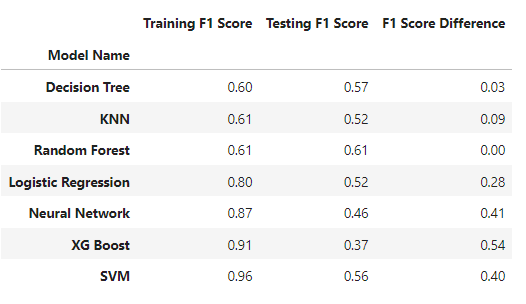 Training F1 Score Testing F1 Score F1 Score Difference
Model Name
Decision Tree 0.60 0.57 0.03
KNN 0.61 0.52 0.09
Random Forest 0.61 0.61 0.00
Logistic Regression 0.80 0.52 0.28
Neural Network 0.87 0.46 0.41
XG Boost 0.91 0.37 0.54
SVM 0.96 0.56 0.40